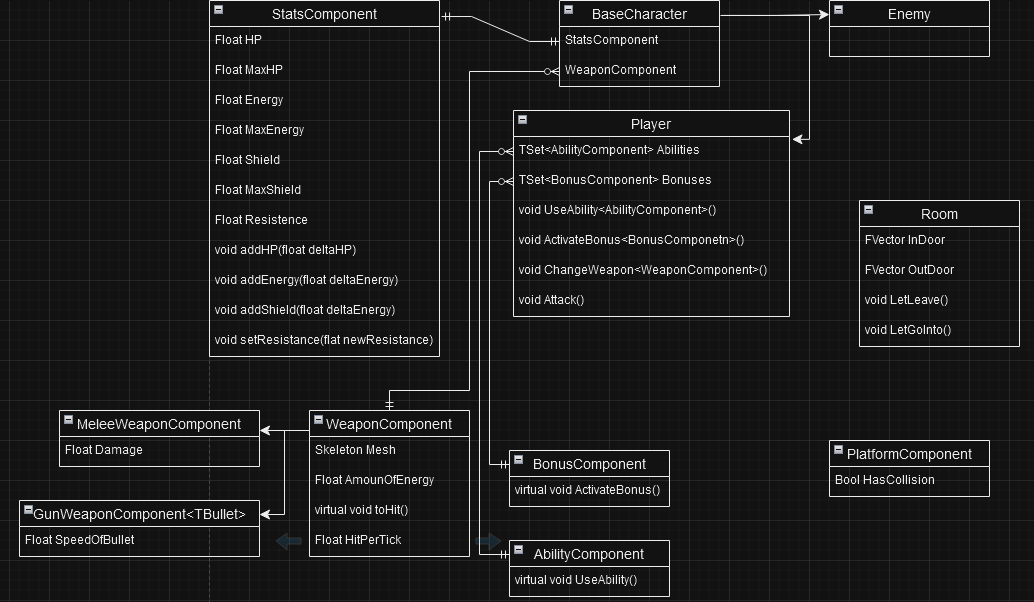 StatsComponent
Float HP
Float MaxHP
Float Energy
Float MaxEnergy
Float Shield
Float MaxShield
Float Resistence
void addHP(float deltaHP)
void addEnergy(float deltaEnergy)
void addShield(float deltaEnergy)
void setResistance(flat newResistance)
BaseCharacter
StatsComponent
WeaponComponent
Enemy
Player
TSet<AbilityComponent> Abilities
TSet<BonusComponent> Bonuses
void UseAbility<AbilityComponent>()
void ActivateBonus<BonusComponetn>()
void ChangeWeapon<WeaponComponent>()
void Attack()
Room
FVector InDoor
FVector OutDoor
void LetLeave()
void LetGoInto()
MeleeWeaponComponent
Float Damage
GunWeaponComponent<TBullet>
Float SpeedOfBullet
WeaponComponent
Skeleton Mesh
Float AmounOfEnergy
virtual void toHit()
Float HitPerTick
BonusComponent
virtual void ActivateBonus()
AbilityComponent
virtual void UseAbility()
PlatformComponent
Bool HasCollision